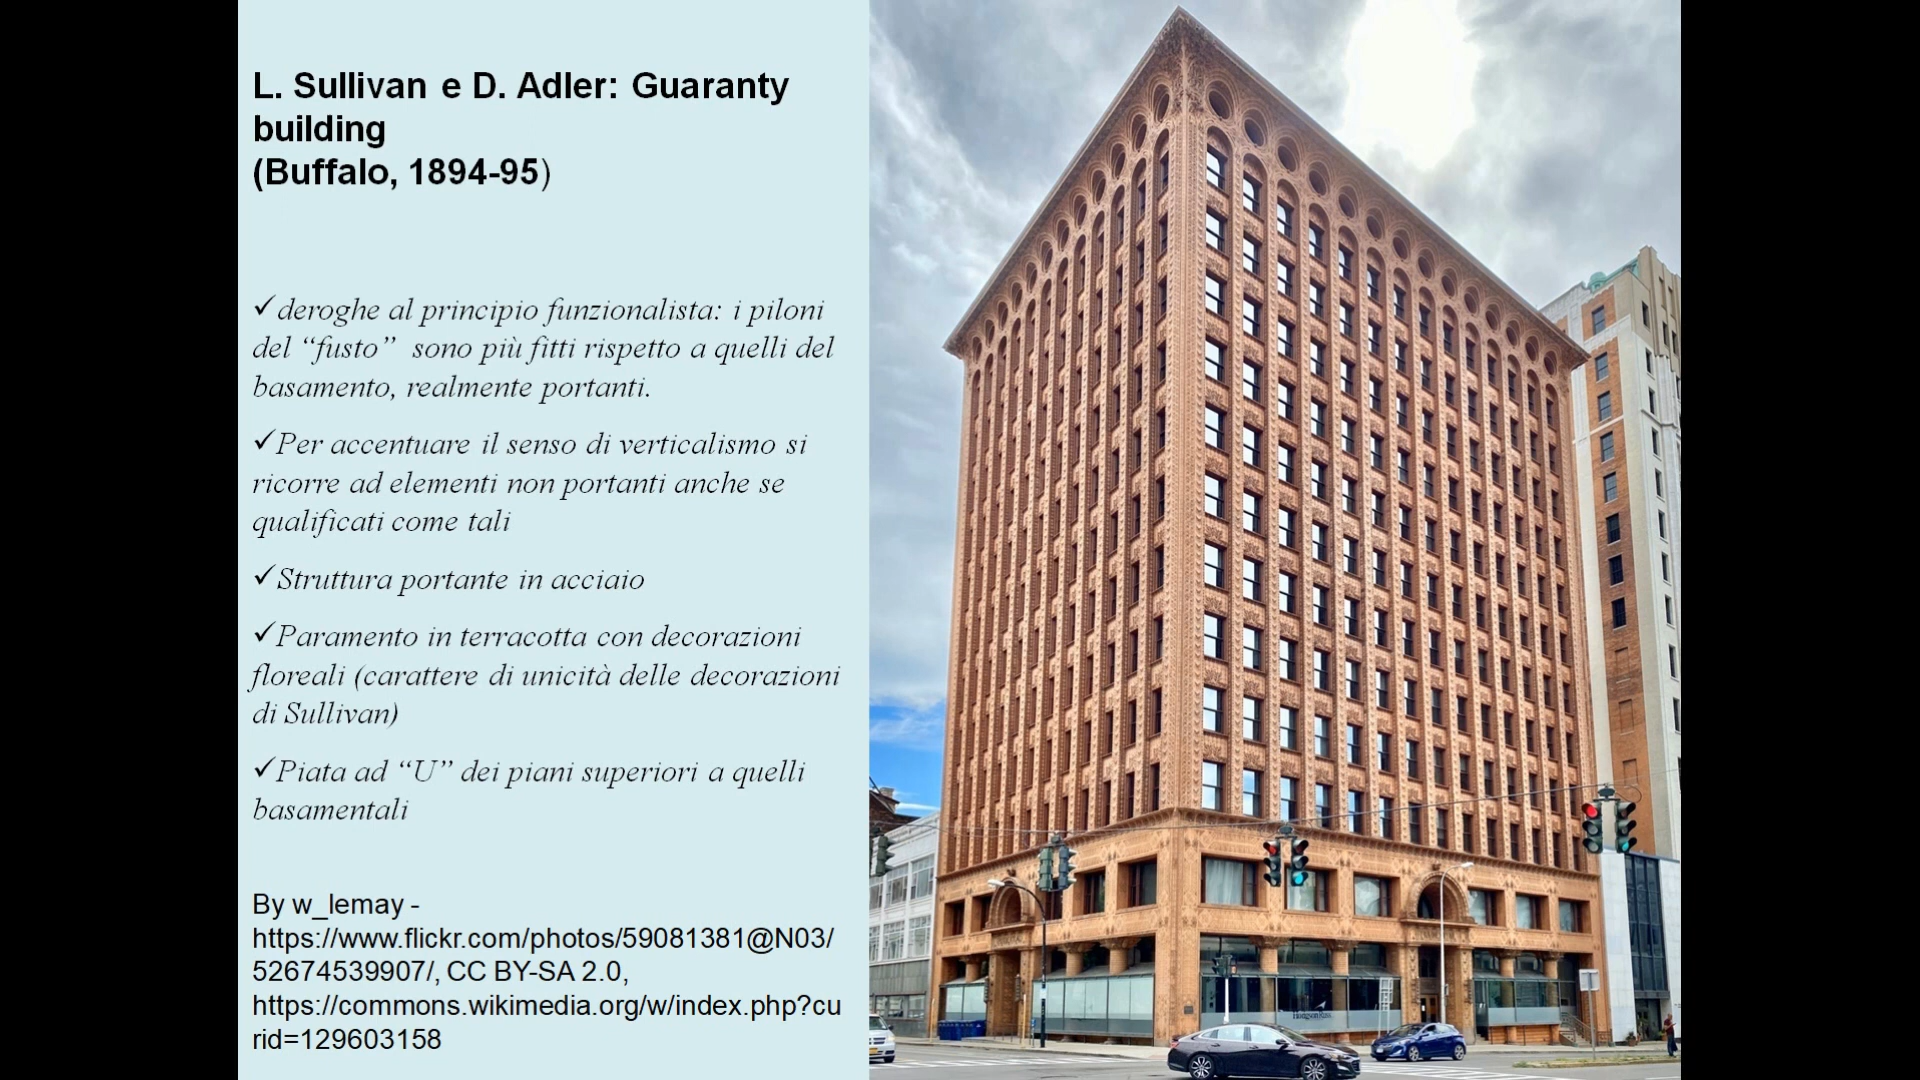 L. Sullivan e D. Adler: Guaranty
building
(Buffalo, 1894-95)
✓deroghe al principio funzionalista: i piloni
del “fusto” sono più fitti rispetto a quelli del
basamento, realmente portanti.
✓Per accentuare il senso di verticalismo si
ricorre ad elementi non portanti anche se
qualificati come tali
✓Struttura portante in acciaio
✓Paramento in terracotta con decorazioni
floreali (carattere di unicità delle decorazioni
di Sullivan)
✓Piata ad “U” dei piani superiori a quelli
basamentali
By w_lemay -
https://www.flickr.com/photos/59081381@N03/
52674539907/, CC BY-SA 2.0,
https://commons.wikimedia.org/w/index.php?cu
rid=129603158
HodgsonRuss